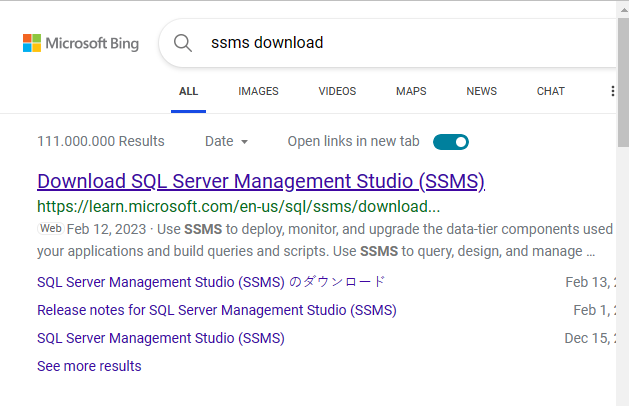 Microsoft Bing
ssms download
ALL IMAGES VIDEOS MAPS NEWS CHAT
111.000.000 Results Date Open links in new tab
Download SQL Server Management Studio (SSMS)
https://learn.microsoft.com/en-us/sql/ssms/download...
Web Feb 12, 2023 · Use SSMS to deploy, monitor, and upgrade the data-tier components used
your applications and build queries and scripts. Use SSMS to query, design, and manage ...
SQL Server Management Studio (SSMS) のダウンロード Feb 13,
Release notes for SQL Server Management Studio (SSMS) Feb 1,
SQL Server Management Studio (SSMS) Dec 15,
See more results